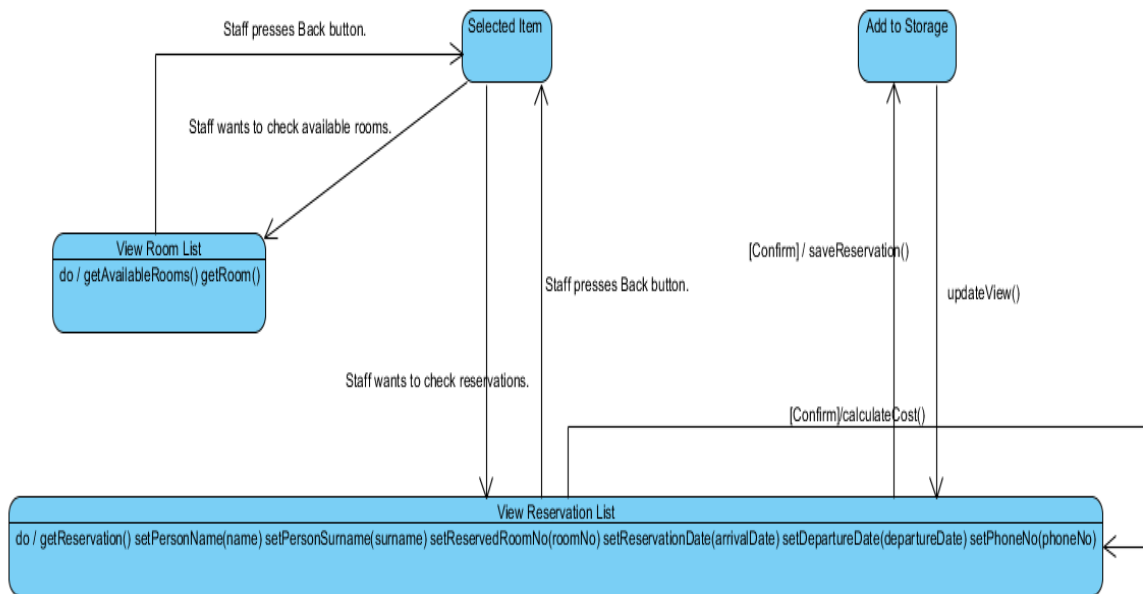 Staff presses Back button.
Selected Item
Add to Storage
Staff wants to check available rooms.
View Room List
do / getAvailableRooms() getRoom()
[Confirm] / saveReservation()
Staff presses Back button.
updateView()
Staff wants to check reservations.
[Confirm]/calculateCost()
View Reservation List
do / getReservation() setPersonName(name) setPersonSurname(surname) setReservedRoomNo(roomNo) setReservationDate(arrivalDate) setDepartureDate(departureDate) setPhoneNo(phoneNo)